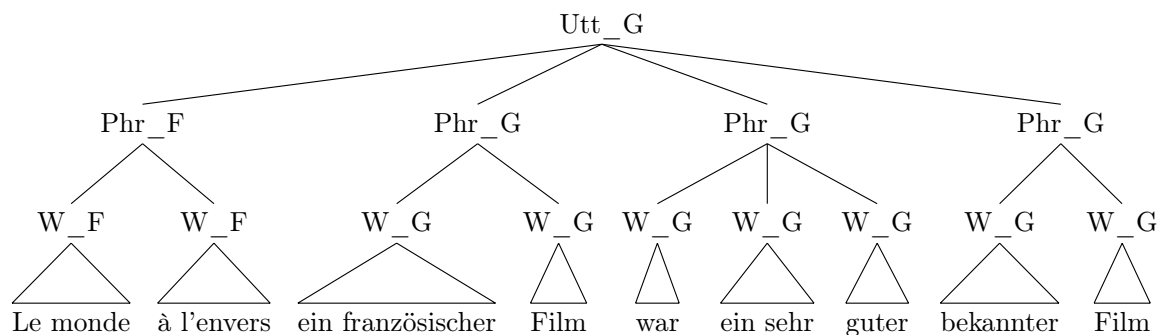 Utt_G
Phr_F Phr_G Phr_G Phr_G
W_F W_F W_G W_G W_G W_G W_G W_G W_G
Le monde à l'envers ein französischer Film war ein sehr guter bekannter Film